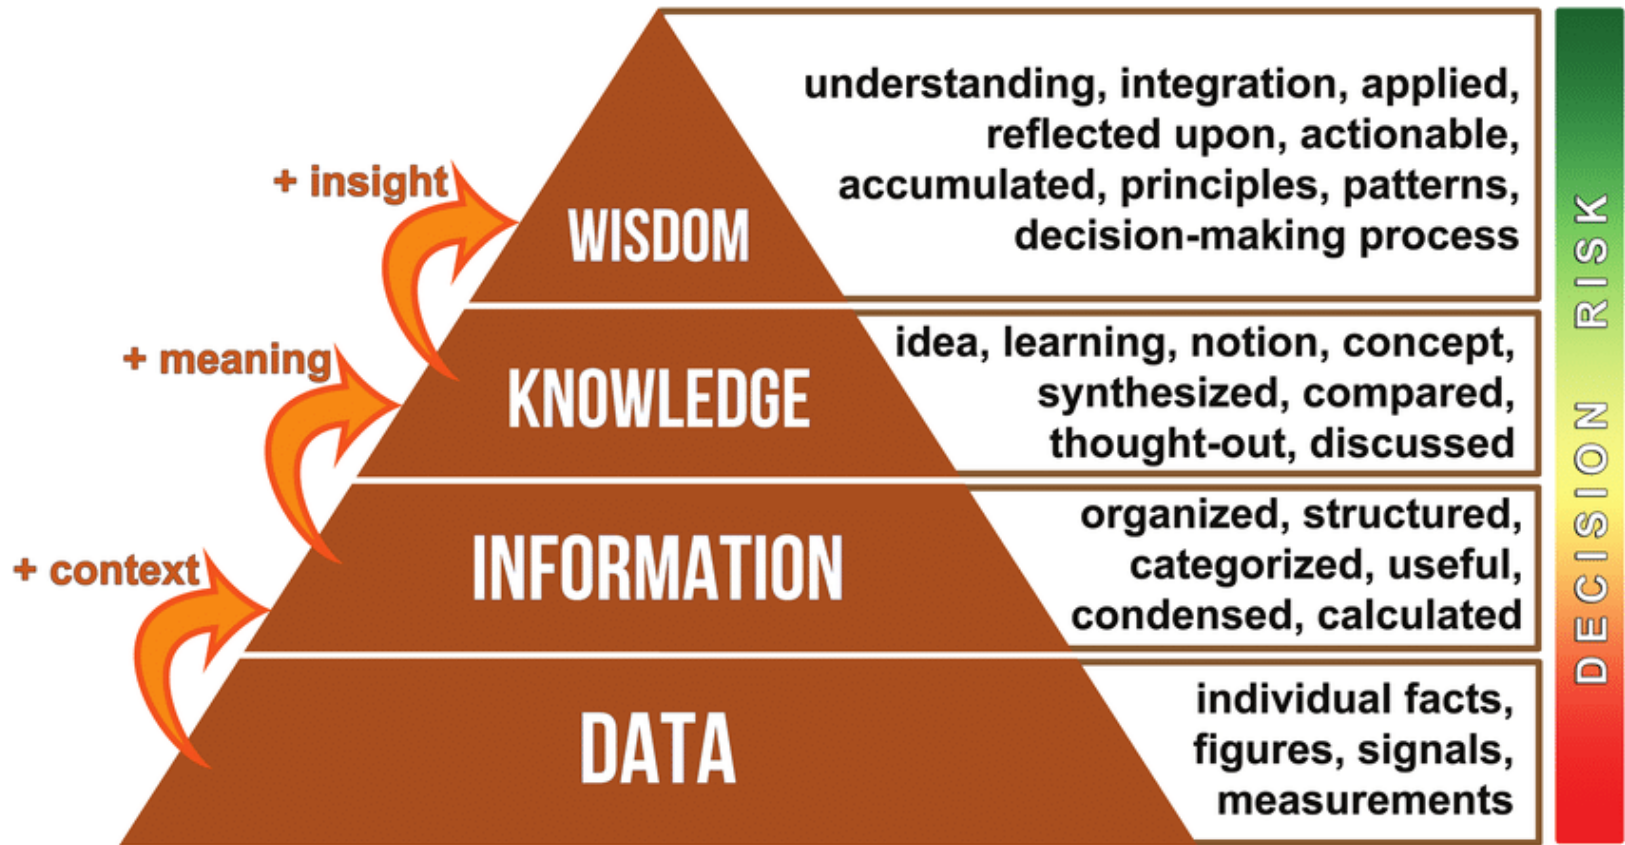 understanding, integration, applied,
reflected upon, actionable,
accumulated, principles, patterns,
decision-making process
+ insight
WISDOM
idea, learning, notion, concept,
synthesized, compared,
thought-out, discussed
+ meaning
KNOWLEDGE
organized, structured,
categorized, useful,
condensed, calculated
+ context
INFORMATION
individual facts,
figures, signals,
measurements
DATA
DECISION RISK